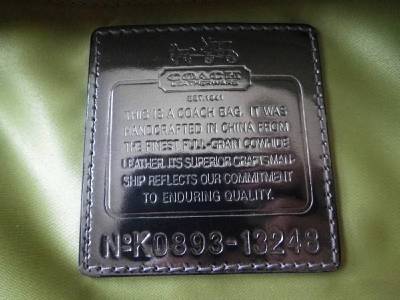 COACH
LEATHERWARE
EST. 1941
THIS IS A COACH BAG. IT WAS
HANDCRAFTED IN CHINA FROM
THE FINEST FULL-GRAIN COWHIDE
LEATHER. ITS SUPERIOR CRAFTSMAN-
SHIP REFLECTS OUR COMMITMENT
TO ENDURING QUALITY.
Nº K0893-13248